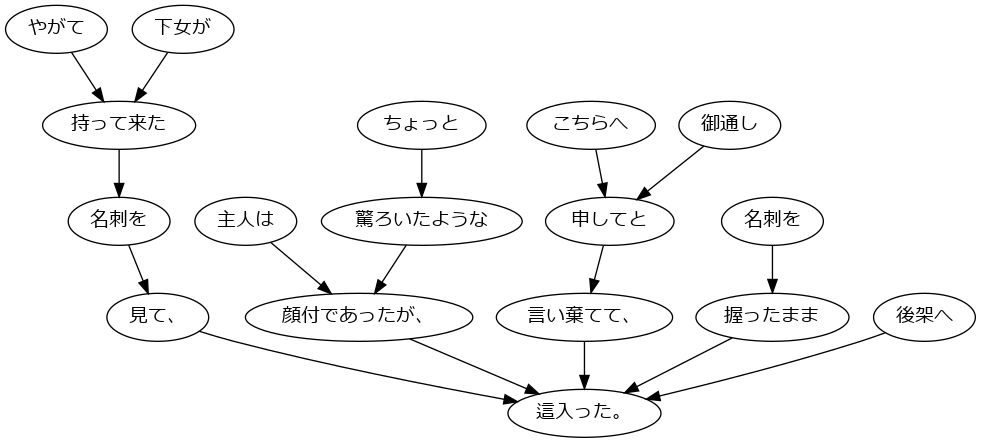 やがて 下女が
持って来た ちょっと こちらへ 御通し
名刺を 主人は 驚ろいたような 申してと 名刺を
見て、 顔付であったが、 言い棄てて、 握ったまま 後架へ
這入った。